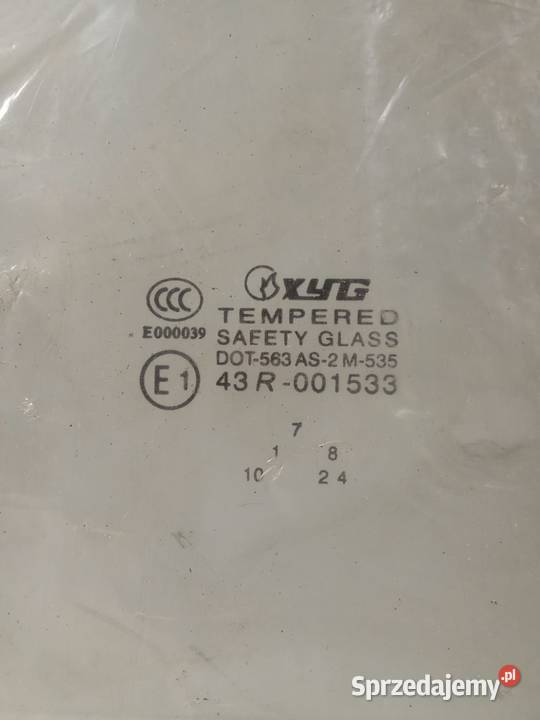 CCC XYG
TEMPERED
E000039 SAFETY GLASS
DOT-563 AS-2 M-535
E1 43R-001533
7
1 8
10 2 4
Sprzedajemy.pl